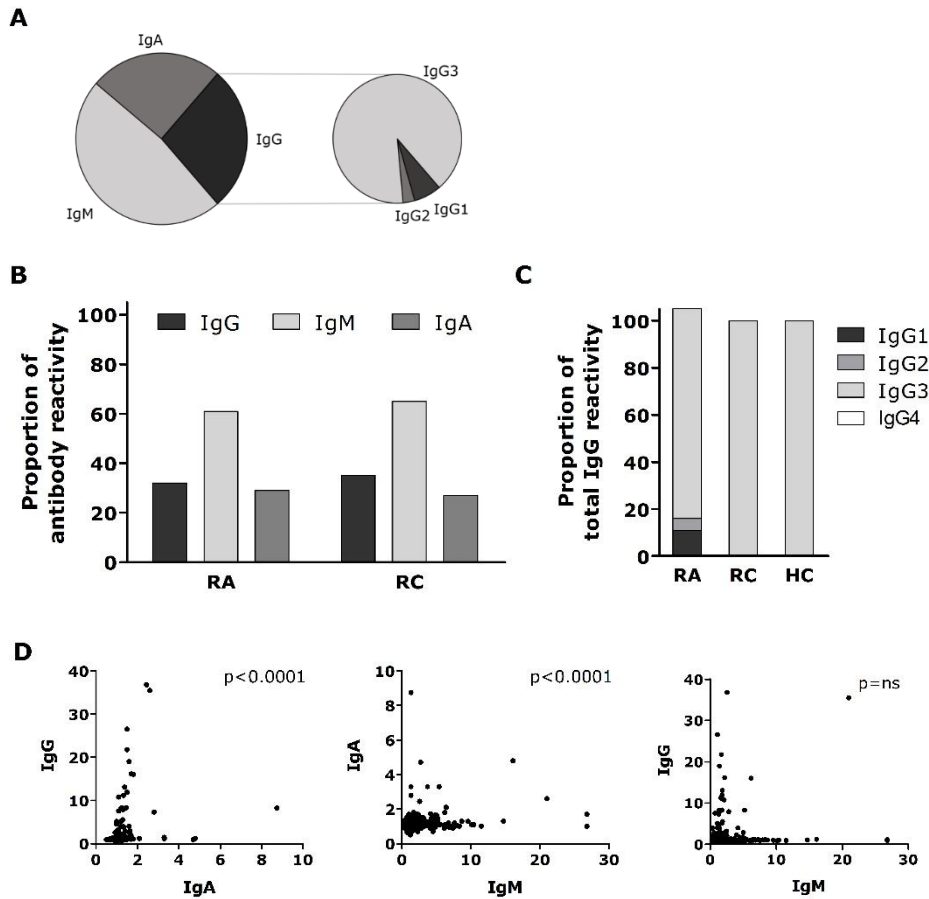 A
IgA
IgG3
IgG
IgM
IgG2
IgG1
B
C
Proportion of
antibody reactivity
100
80
60
40
20
0
IgG IgM IgA
RA RC
Proportion of
total IgG reactivity
100
80
60
40
20
0
RA RC HC
IgG1
IgG2
IgG3
IgG4
D
IgG
40
30
20
10
0
p<0.0001
0 2 4 6 8 10
IgA
IgA
10
8
6
4
2
0
p<0.0001
0 10 20 30
IgM
IgG
40
30
20
10
0
p=ns
0 10 20 30
IgM